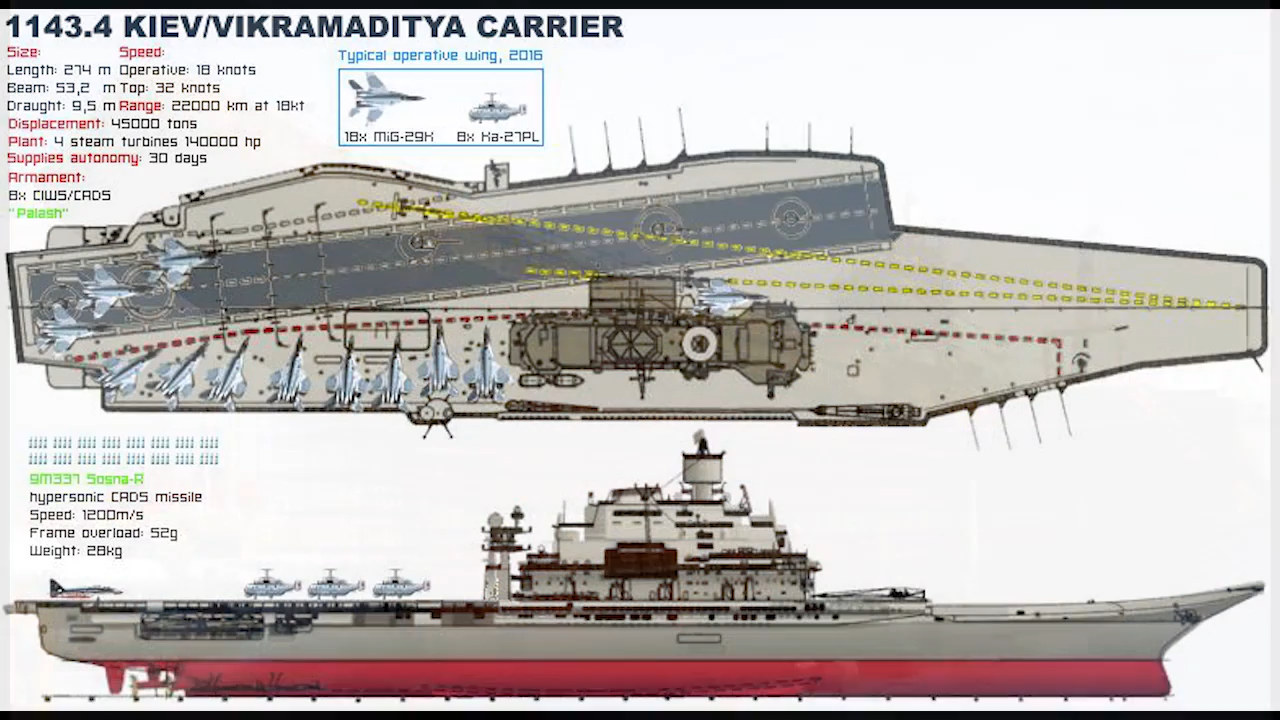 1143.4 KIEV/VIKRAMADITYA CARRIER
Size:
Length: 274 m
Beam: 53,2 m
Draught: 9,5 m
Speed:
Operative: 18 knots
Top: 32 knots
Range: 22000 km at 18kt
Displacement: 45000 tons
Plant: 4 steam turbines 140000 hp
Supplies autonomy: 30 days
Armament:
8x CIWS/CADS
"Palash"
Typical operative wing, 2016
18x MiG-29K 8x Ka-27PL
9M337 Sosna-R
hypersonic CADS missile
Speed: 1200m/s
Frame overload: 52g
Weight: 28kg